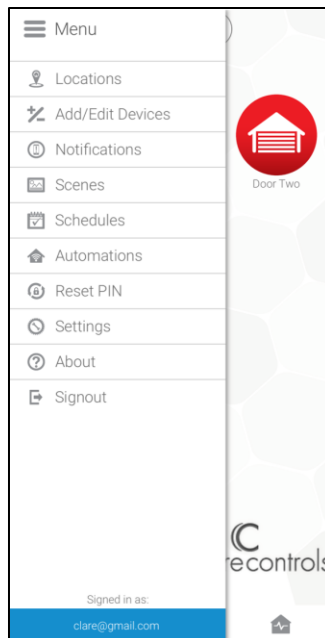 Menu
Locations
Add/Edit Devices
Notifications
Scenes
Schedules
Automations
Reset PIN
Settings
About
Signout
Door Two
recontrols
Signed in as:
clare@gmail.com